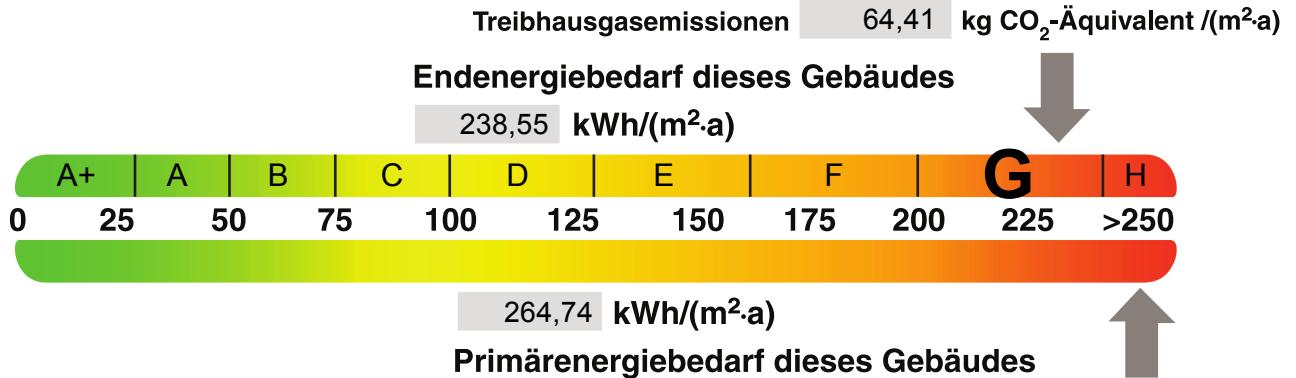 Treibhausgasemissionen 64,41 kg CO₂-Äquivalent /(m²·a)
Endenergiebedarf dieses Gebäudes
238,55 kWh/(m²·a)
A+ A B C D E F G H
0 25 50 75 100 125 150 175 200 225 >250
264,74 kWh/(m²·a)
Primärenergiebedarf dieses Gebäudes